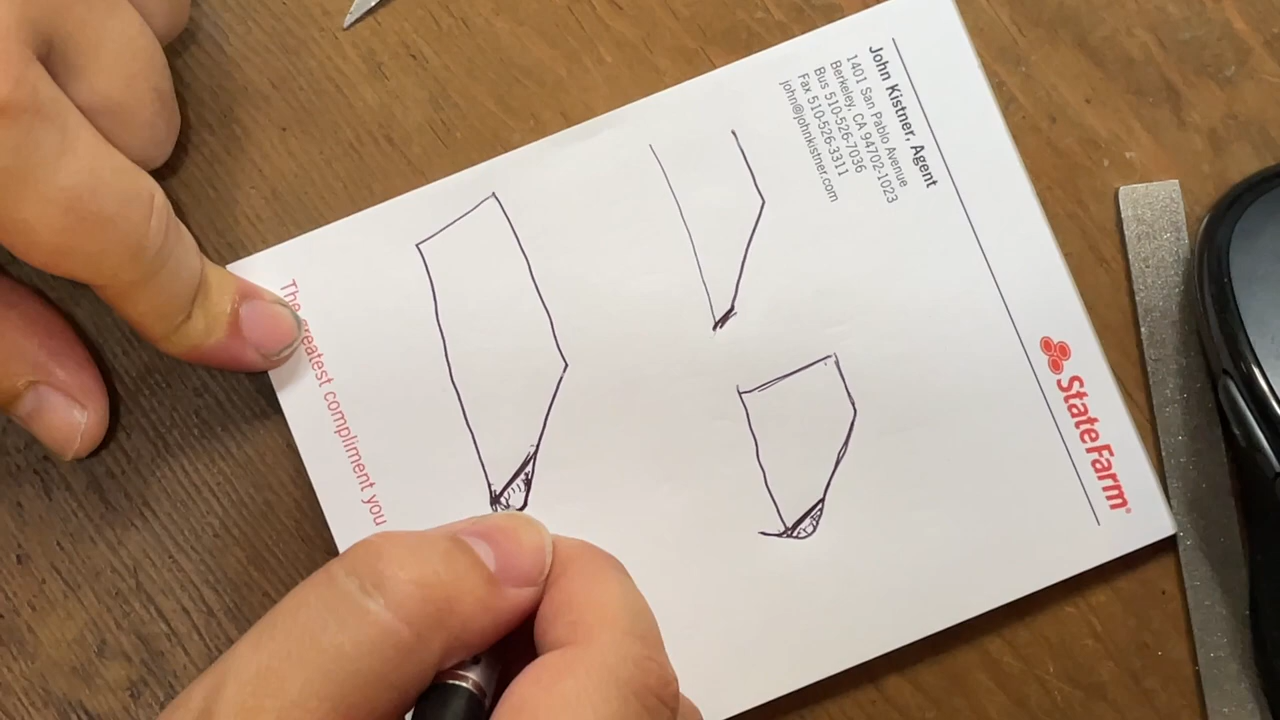 John Kistner, Agent
1401 San Pablo Avenue
Berkeley, CA 94702-1023
Bus 510-526-7036
Fax 510-526-3311
john@johnkistner.com
StateFarm®
The greatest compliment you